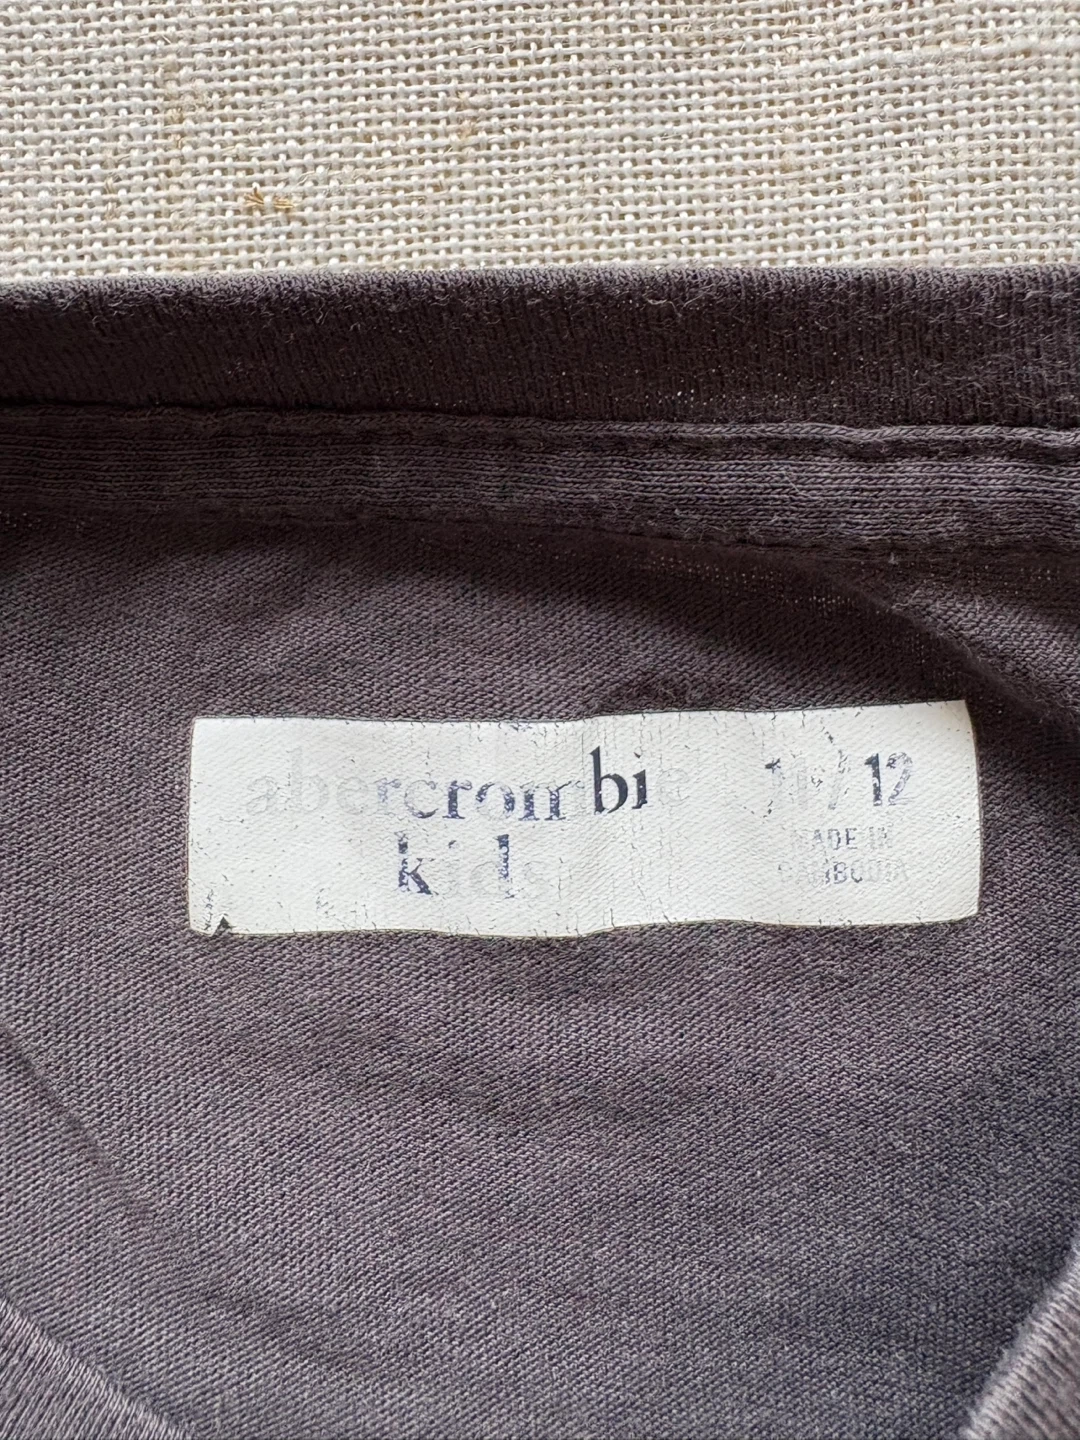 abercrombie
kids
11/12
MADE IN
CAMBODIA